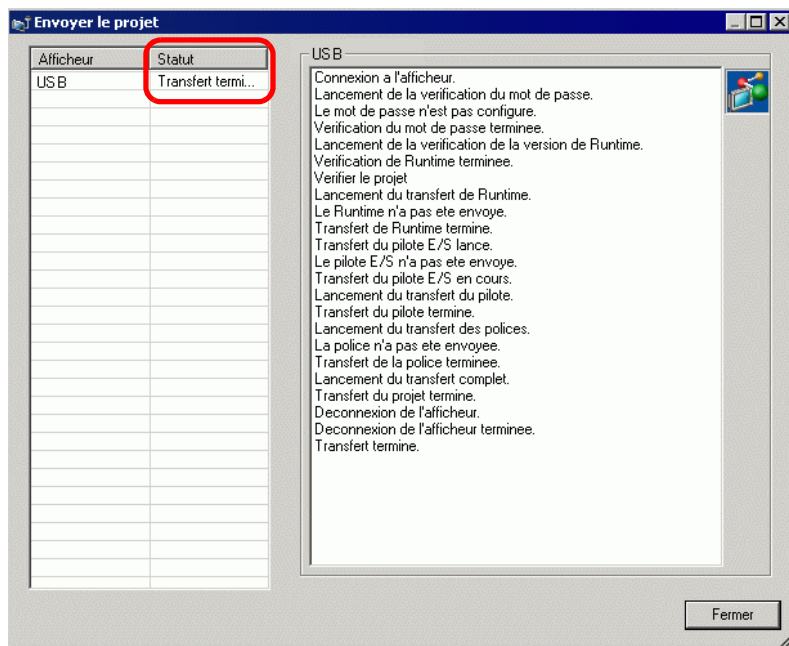 Envoyer le projet
Afficheur Statut
USB Transfert termi...
USB
Connexion a l'afficheur.
Lancement de la verification du mot de passe.
Le mot de passe n'est pas configure.
Verification du mot de passe terminee.
Lancement de la verification de la version de Runtime.
Verification de Runtime terminee.
Verifier le projet
Lancement du transfert de Runtime.
Le Runtime n'a pas ete envoye.
Transfert de Runtime termine.
Transfert du pilote E/S lance.
Le pilote E/S n'a pas ete envoye.
Transfert du pilote E/S en cours.
Lancement du transfert du pilote.
Transfert du pilote termine.
Lancement du transfert des polices.
La police n'a pas ete envoyee.
Transfert de la police terminee.
Lancement du transfert complet.
Transfert du projet termine.
Deconnexion de l'afficheur.
Deconnexion de l'afficheur terminee.
Transfert termine.
Fermer